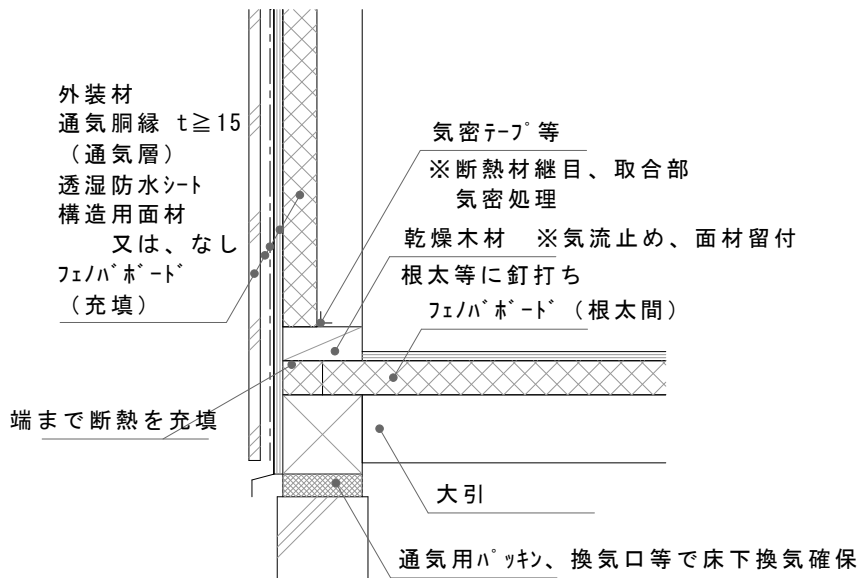 外装材
通気胴縁 t≧15
（通気層）
透湿防水ｼｰﾄ
構造用面材
又は、なし
ﾌｪﾉﾊﾞﾎﾞｰﾄﾞ
（充填）
気密ﾃｰﾌﾟ等
※断熱材継目、取合部
気密処理
乾燥木材　※気流止め、面材留付
根太等に釘打ち
ﾌｪﾉﾊﾞﾎﾞｰﾄﾞ（根太間）
端まで断熱を充填
大引
通気用ﾊﾟｯｷﾝ、換気口等で床下換気確保